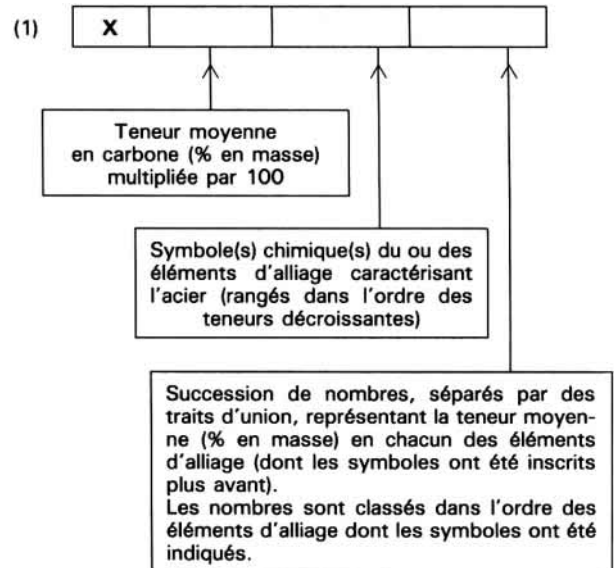 (1) X
Teneur moyenne
en carbone (% en masse)
multipliée par 100
Symbole(s) chimique(s) du ou des
éléments d'alliage caractérisant
l'acier (rangés dans l'ordre des
teneurs décroissantes)
Succession de nombres, séparés par des
traits d'union, représentant la teneur moyen-
ne (% en masse) en chacun des éléments
d'alliage (dont les symboles ont été inscrits
plus avant).
Les nombres sont classés dans l'ordre des
éléments d'alliage dont les symboles ont été
indiqués.